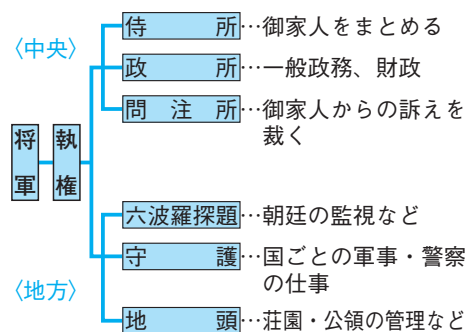 〈中央〉
侍所…御家人をまとめる
政所…一般政務、財政
問注所…御家人からの訴えを
裁く
将軍
執権
六波羅探題…朝廷の監視など
守護…国ごとの軍事・警察
の仕事
〈地方〉
地頭…荘園・公領の管理など